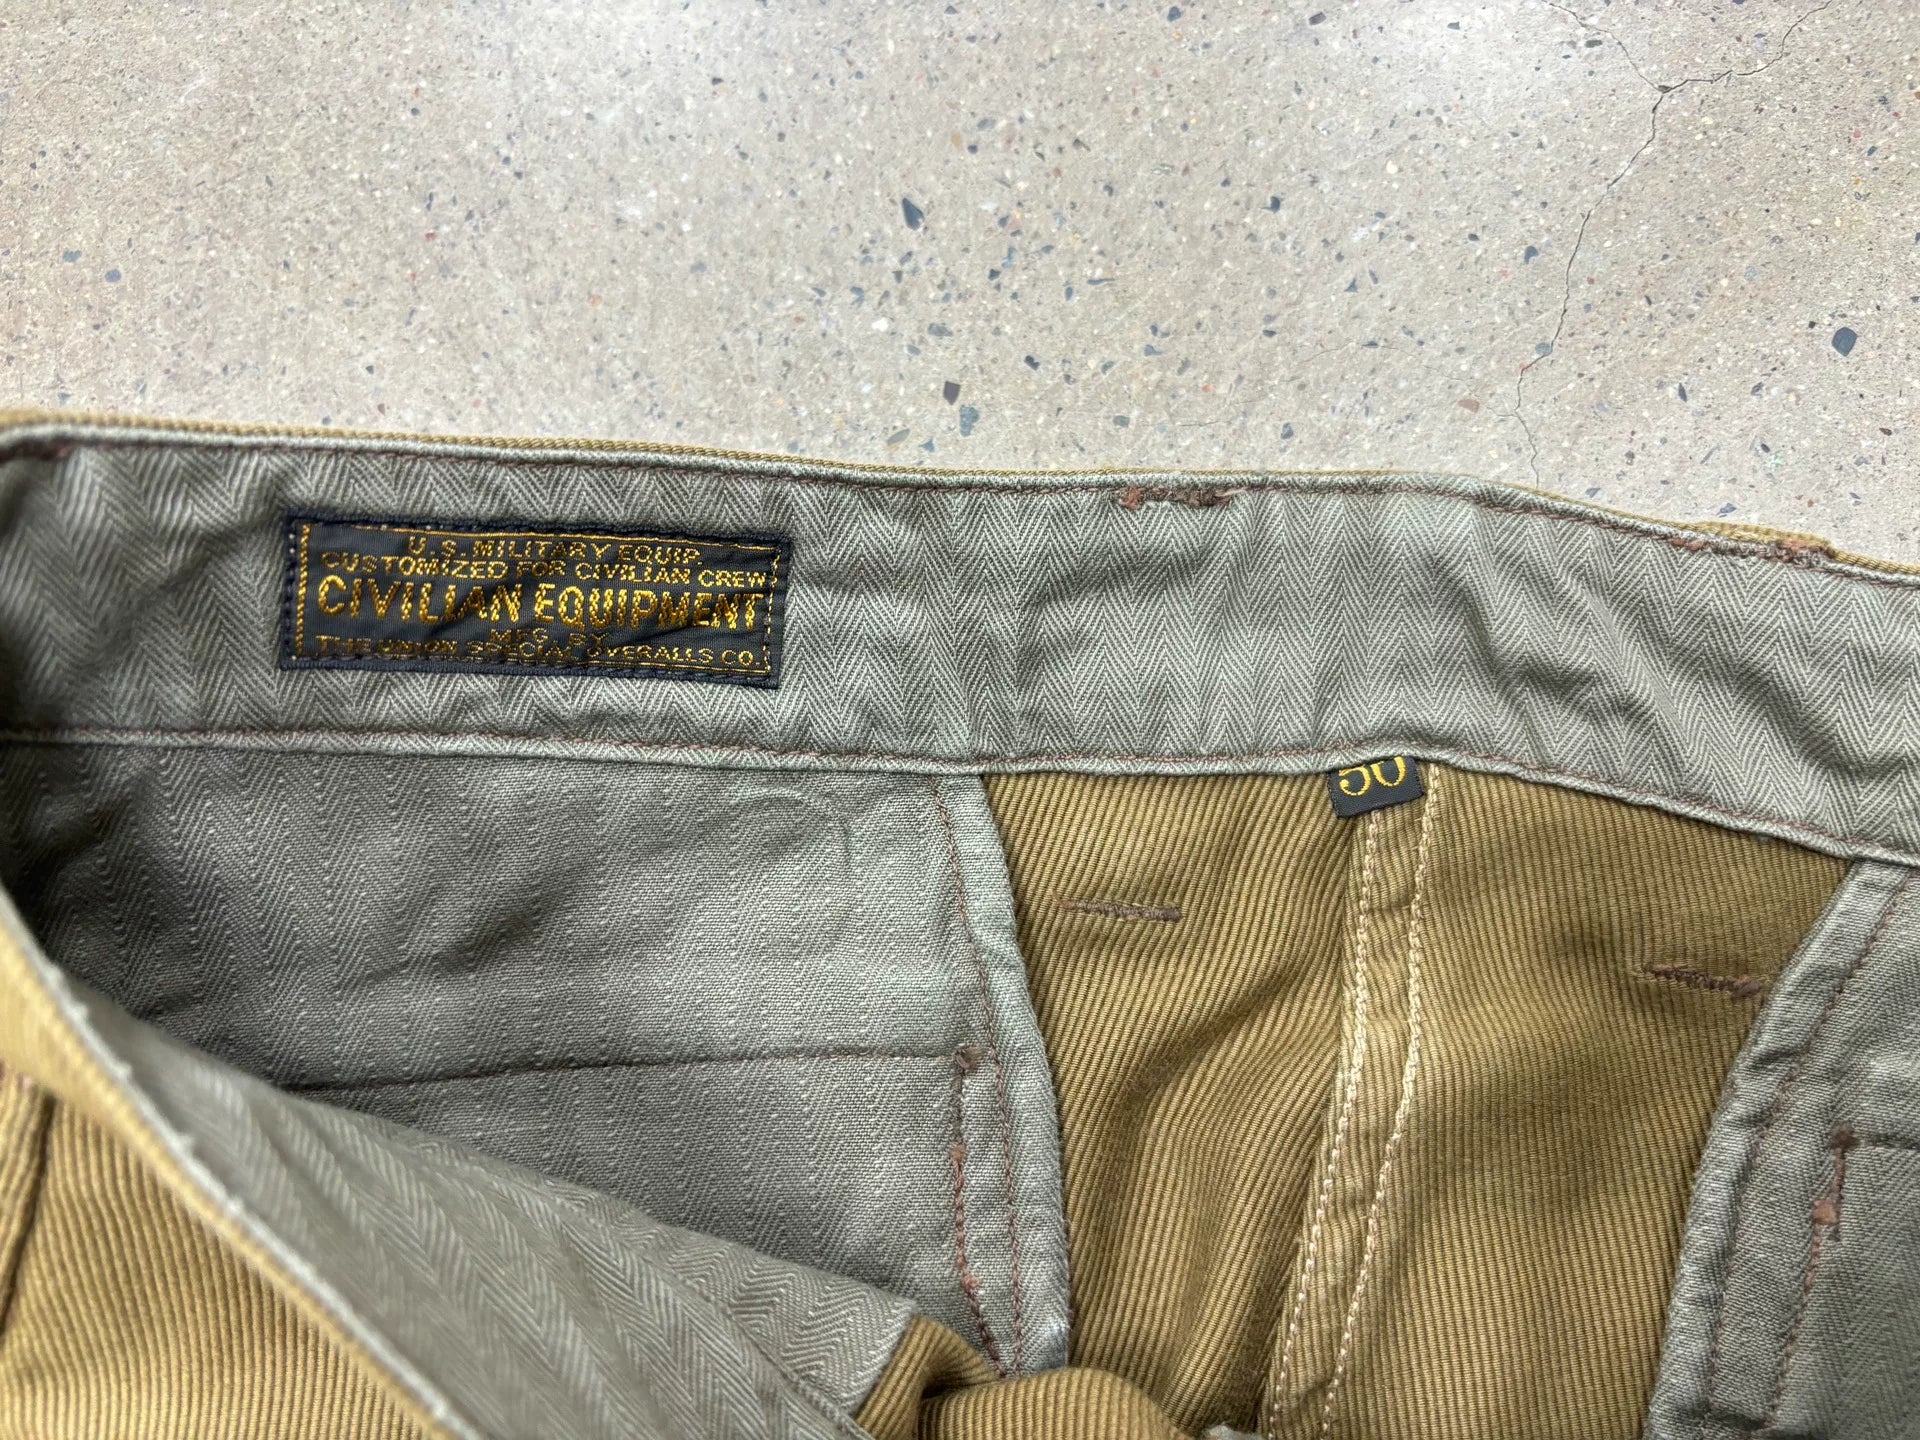 U.S. MILITARY EQUIP.
CUSTOMIZED FOR CIVILIAN CREW
CIVILIAN EQUIPMENT
MFG. BY
THE UNION SPECIAL OVERALLS CO.
50